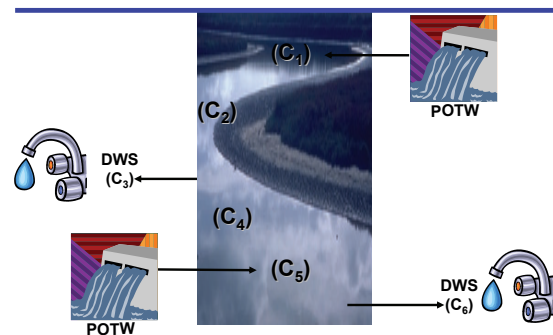 (C₁)
POTW
(C₂)
DWS
(C₃)
(C₄)
(C₅)
POTW
DWS
(C₆)